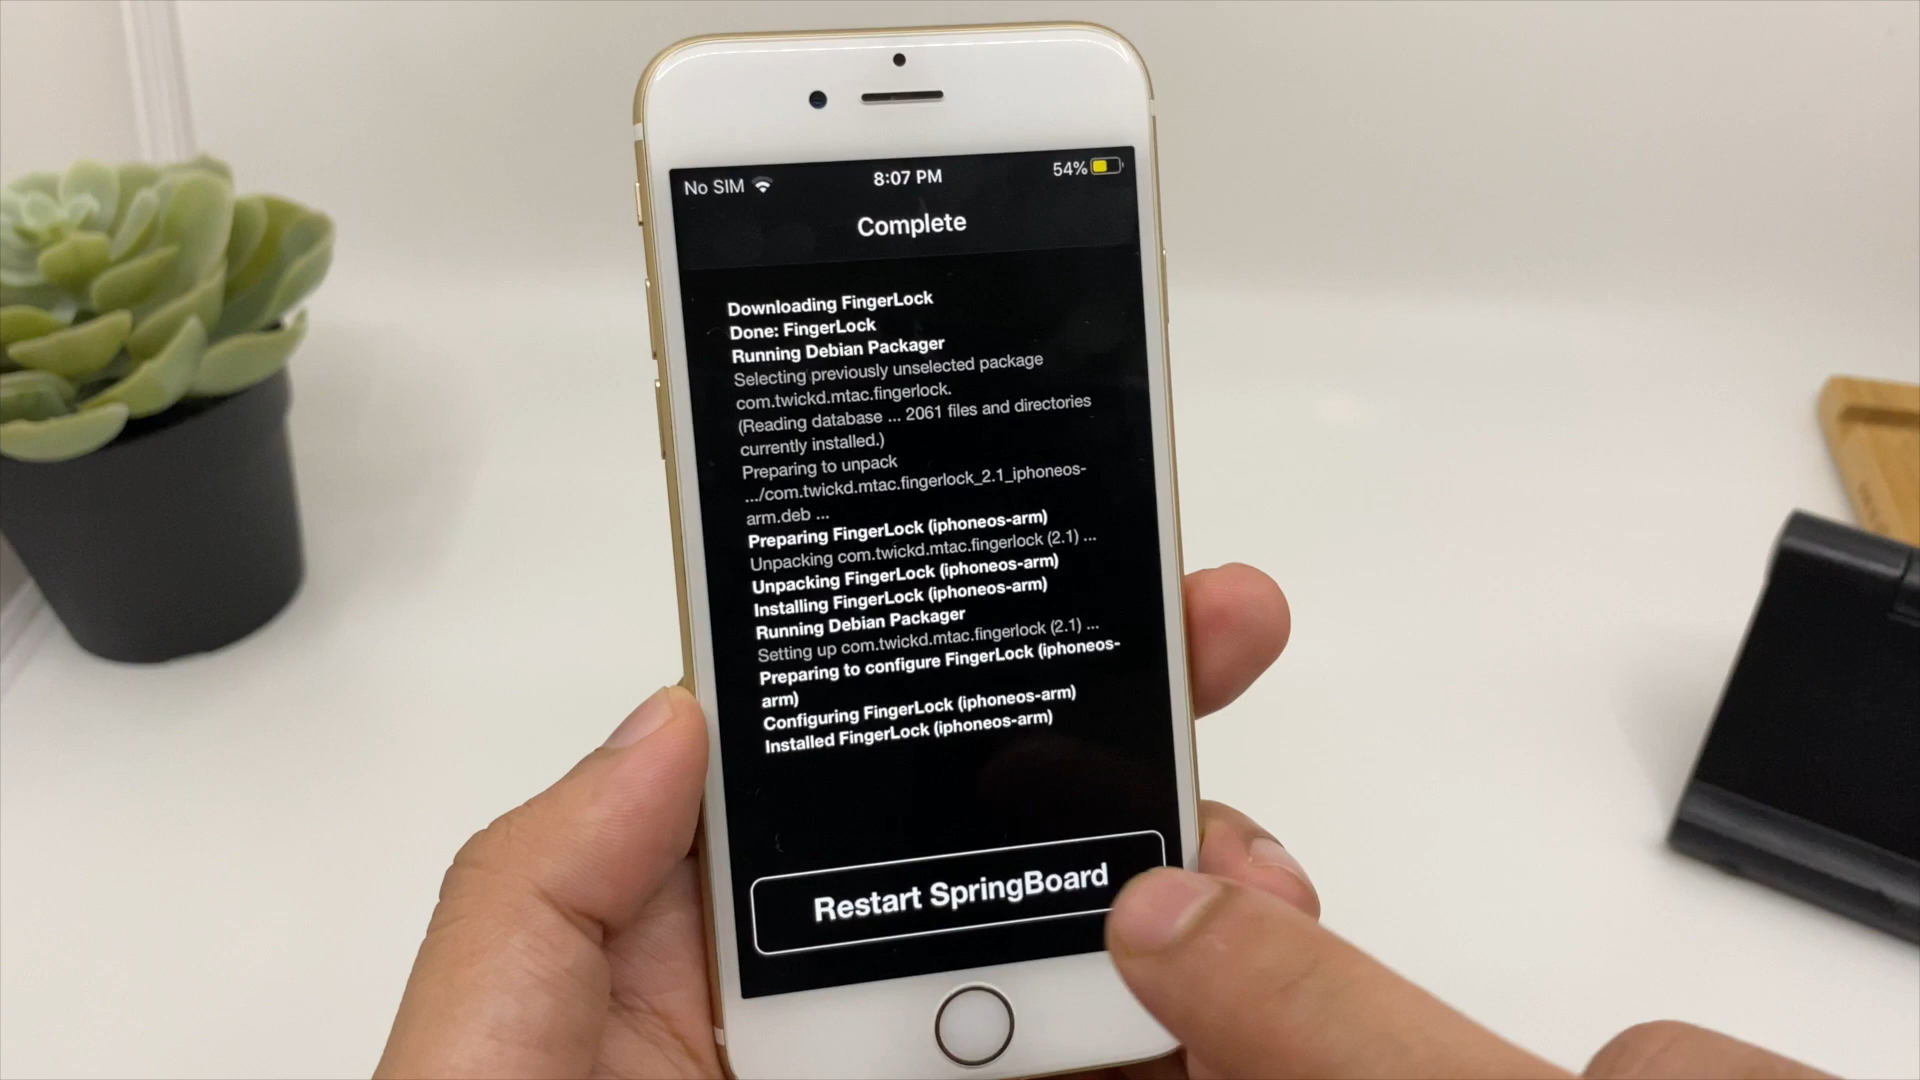 No SIM 8:07 PM 54%
Complete
Downloading FingerLock
Done: FingerLock
Running Debian Packager
Selecting previously unselected package
com.twickd.mtac.fingerlock.
(Reading database ... 2061 files and directories
currently installed.)
Preparing to unpack
.../com.twickd.mtac.fingerlock_2.1_iphoneos-
arm.deb ...
Preparing FingerLock (iphoneos-arm)
Unpacking com.twickd.mtac.fingerlock (2.1) ...
Unpacking FingerLock (iphoneos-arm)
Installing FingerLock (iphoneos-arm)
Running Debian Packager
Setting up com.twickd.mtac.fingerlock (2.1) ...
Preparing to configure FingerLock (iphoneos-
arm)
Configuring FingerLock (iphoneos-arm)
Installed FingerLock (iphoneos-arm)
Restart SpringBoard